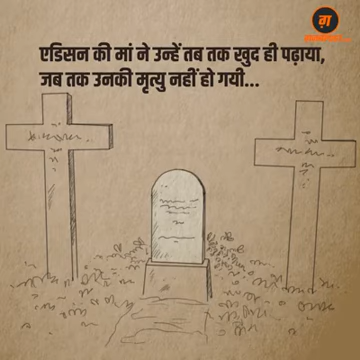 ग़
एडिसन की मां ने उन्हें तब तक खुद ही पढ़ाया,
जब तक उनकी मृत्यु नहीं हो गयी...